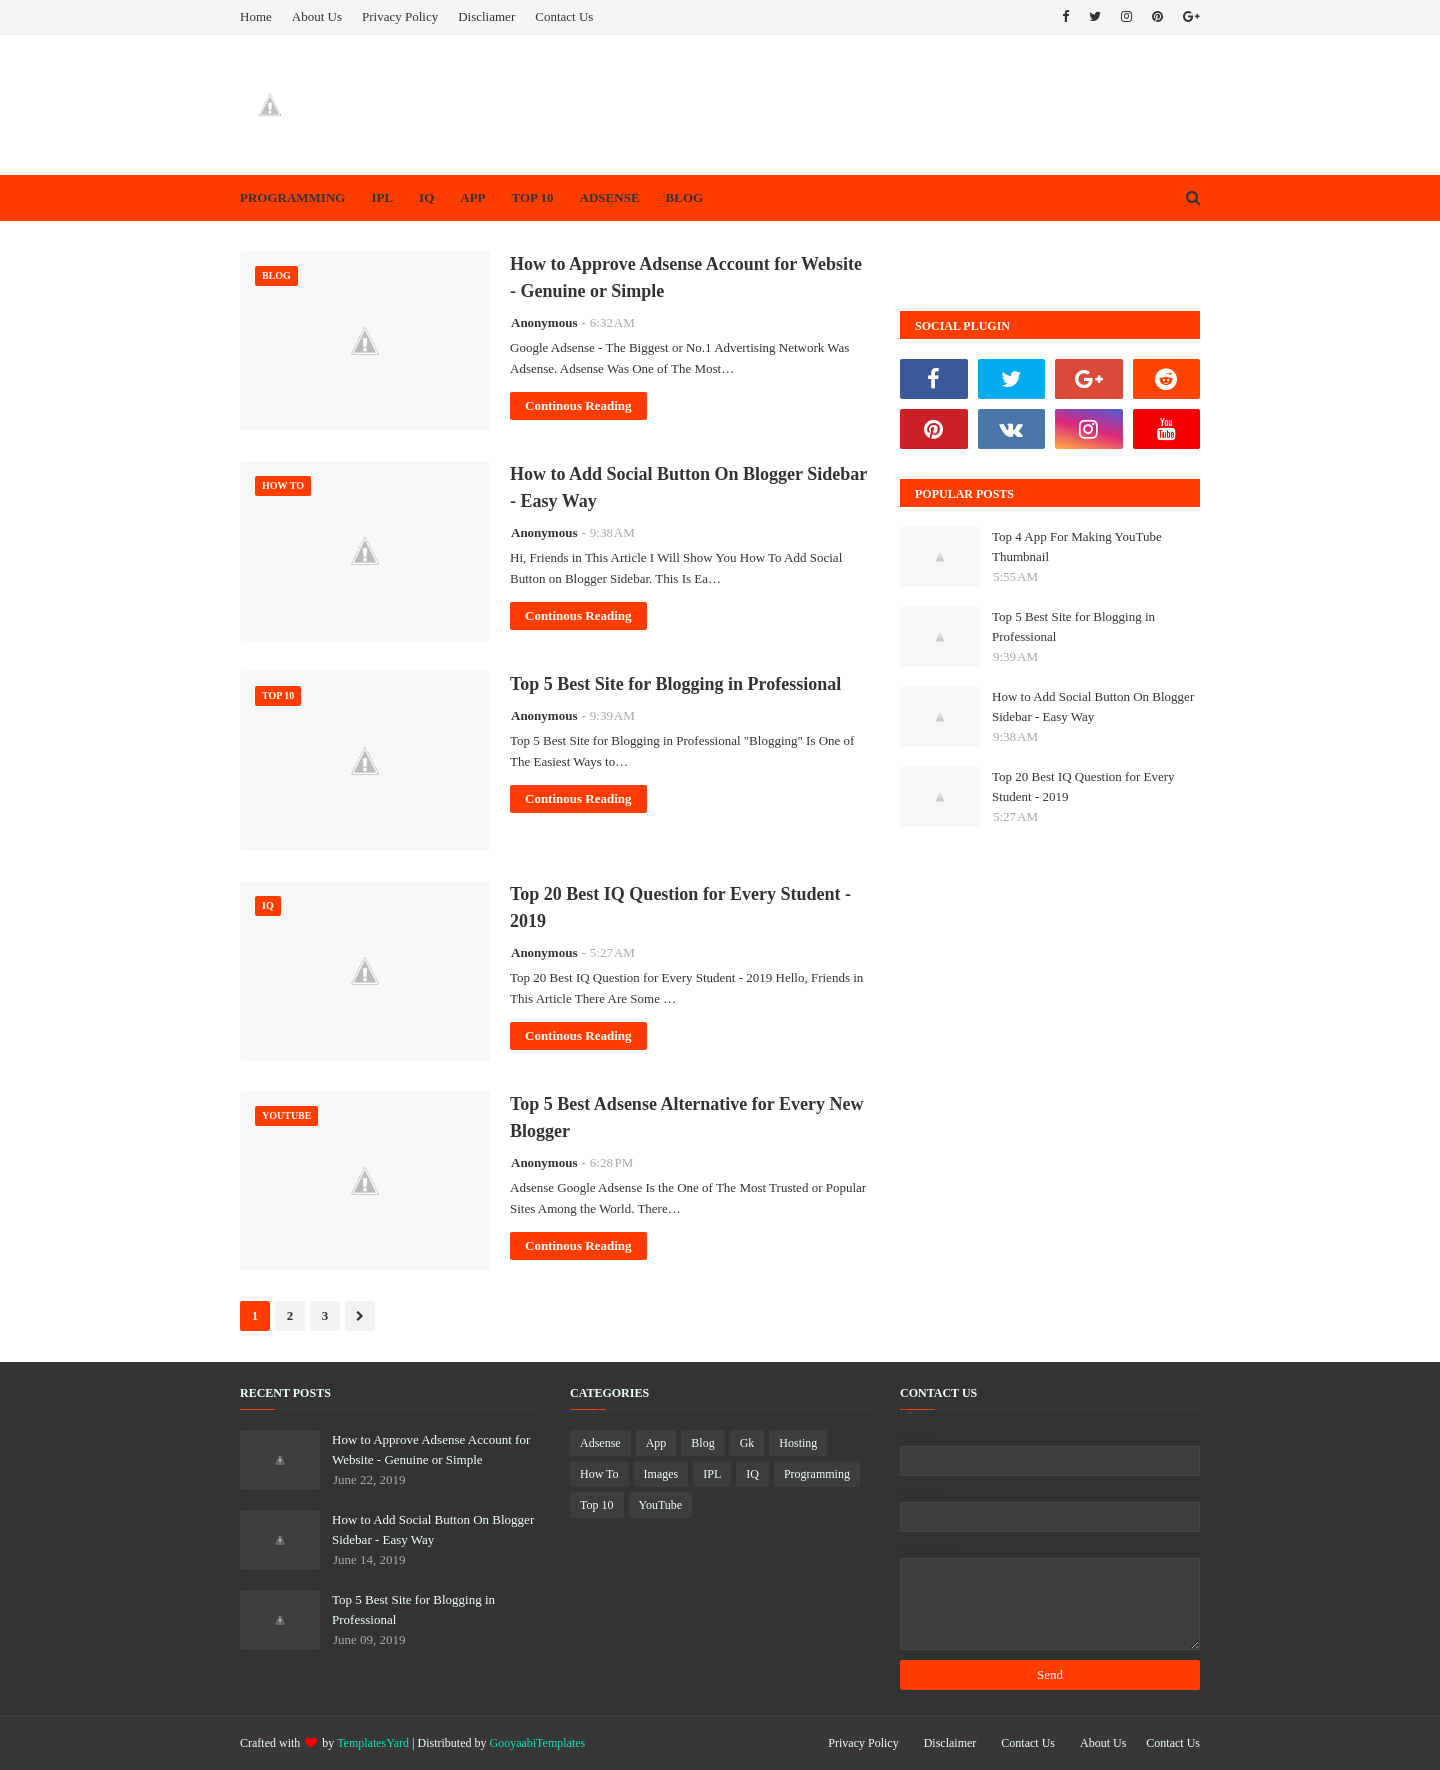 Home About Us Privacy Policy Discliamer Contact Us
PROGRAMMING IPL IQ APP TOP 10 ADSENSE BLOG
BLOG
How to Approve Adsense Account for Website
- Genuine or Simple
Anonymous - 6:32 AM
Google Adsense - The Biggest or No.1 Advertising Network Was
Adsense. Adsense Was One of The Most…
Continous Reading
HOW TO
How to Add Social Button On Blogger Sidebar
- Easy Way
Anonymous - 9:38 AM
Hi, Friends in This Article I Will Show You How To Add Social
Button on Blogger Sidebar. This Is Ea…
Continous Reading
TOP 10
Top 5 Best Site for Blogging in Professional
Anonymous - 9:39 AM
Top 5 Best Site for Blogging in Professional "Blogging" Is One of
The Easiest Ways to…
Continous Reading
IQ
Top 20 Best IQ Question for Every Student -
2019
Anonymous - 5:27 AM
Top 20 Best IQ Question for Every Student - 2019 Hello, Friends in
This Article There Are Some …
Continous Reading
YOUTUBE
Top 5 Best Adsense Alternative for Every New
Blogger
Anonymous - 6:28 PM
Adsense Google Adsense Is the One of The Most Trusted or Popular
Sites Among the World. There…
Continous Reading
1 2 3
SOCIAL PLUGIN
You Tube
POPULAR POSTS
Top 4 App For Making YouTube
Thumbnail
5:55 AM
Top 5 Best Site for Blogging in
Professional
9:39 AM
How to Add Social Button On Blogger
Sidebar - Easy Way
9:38 AM
Top 20 Best IQ Question for Every
Student - 2019
5:27 AM
RECENT POSTS
How to Approve Adsense Account for
Website - Genuine or Simple
June 22, 2019
How to Add Social Button On Blogger
Sidebar - Easy Way
June 14, 2019
Top 5 Best Site for Blogging in
Professional
June 09, 2019
CATEGORIES
Adsense App Blog Gk Hosting
How To Images IPL IQ Programming
Top 10 YouTube
CONTACT US
Send
Crafted with by TemplatesYard | Distributed by GooyaabiTemplates
Privacy Policy Disclaimer Contact Us About Us Contact Us